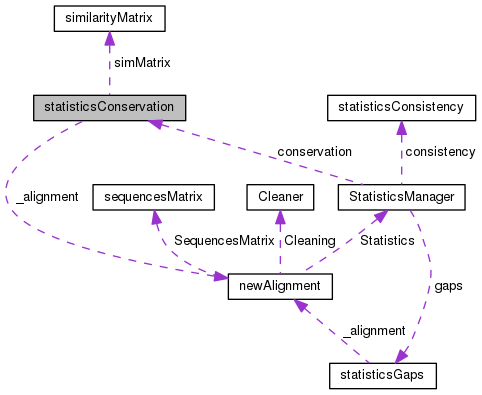 similarityMatrix
simMatrix
statisticsConservation
statisticsConsistency
conservation
consistency
_alignment
sequencesMatrix
Cleaner
StatisticsManager
SequencesMatrix
Cleaning
Statistics
newAlignment
gaps
_alignment
statisticsGaps